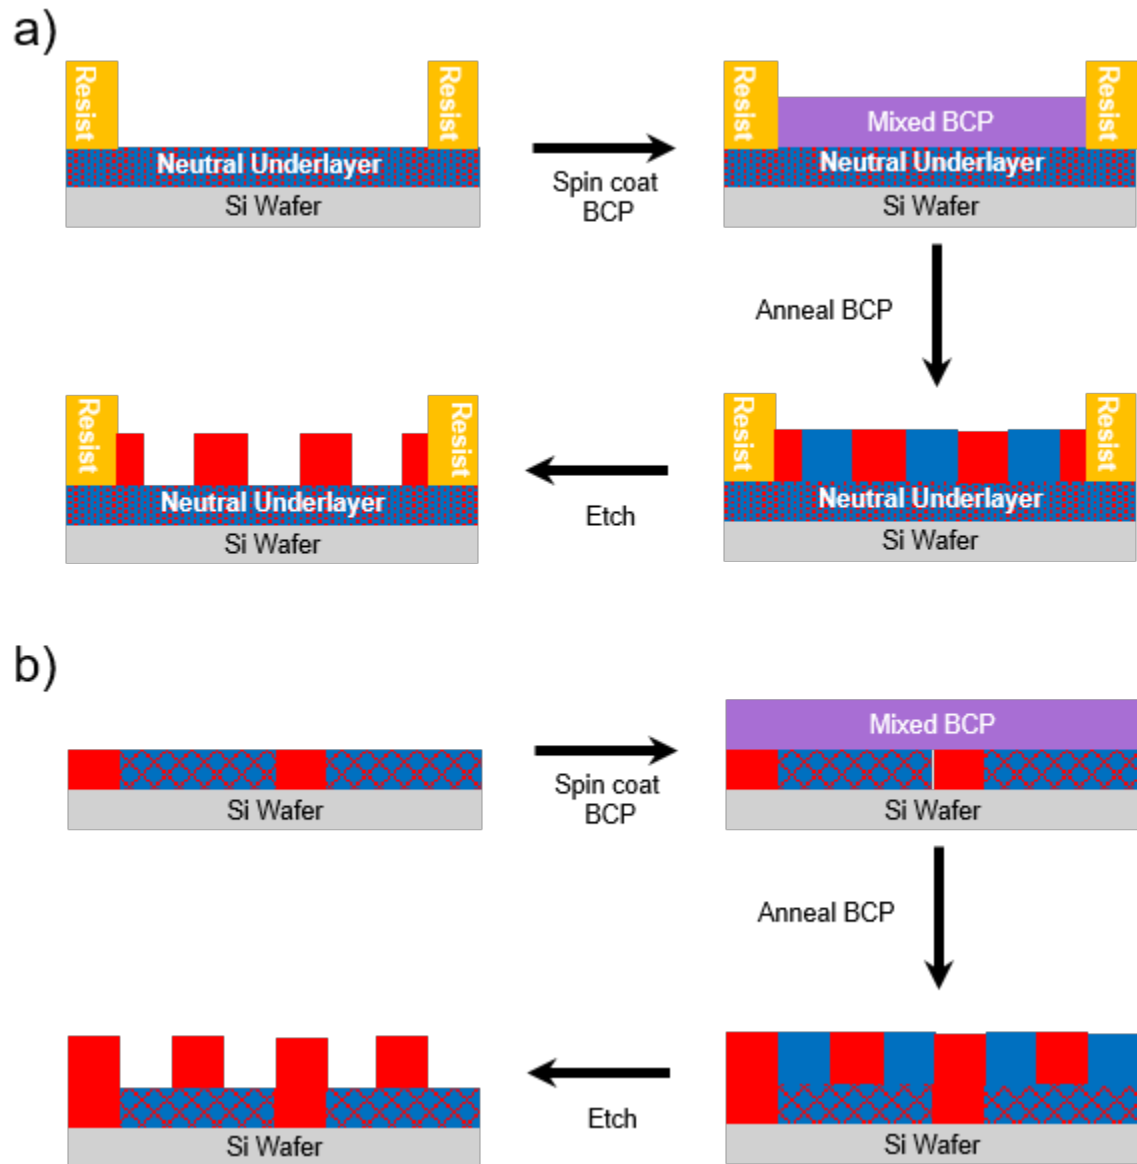 a)
Resist
Resist
Neutral Underlayer
Si Wafer
Spin coat
BCP
Resist
Mixed BCP
Resist
Neutral Underlayer
Si Wafer
Anneal BCP
Resist
Resist
Neutral Underlayer
Si Wafer
Etch
Resist
Resist
Neutral Underlayer
Si Wafer
b)
Si Wafer
Spin coat
BCP
Mixed BCP
Si Wafer
Anneal BCP
Si Wafer
Etch
Si Wafer